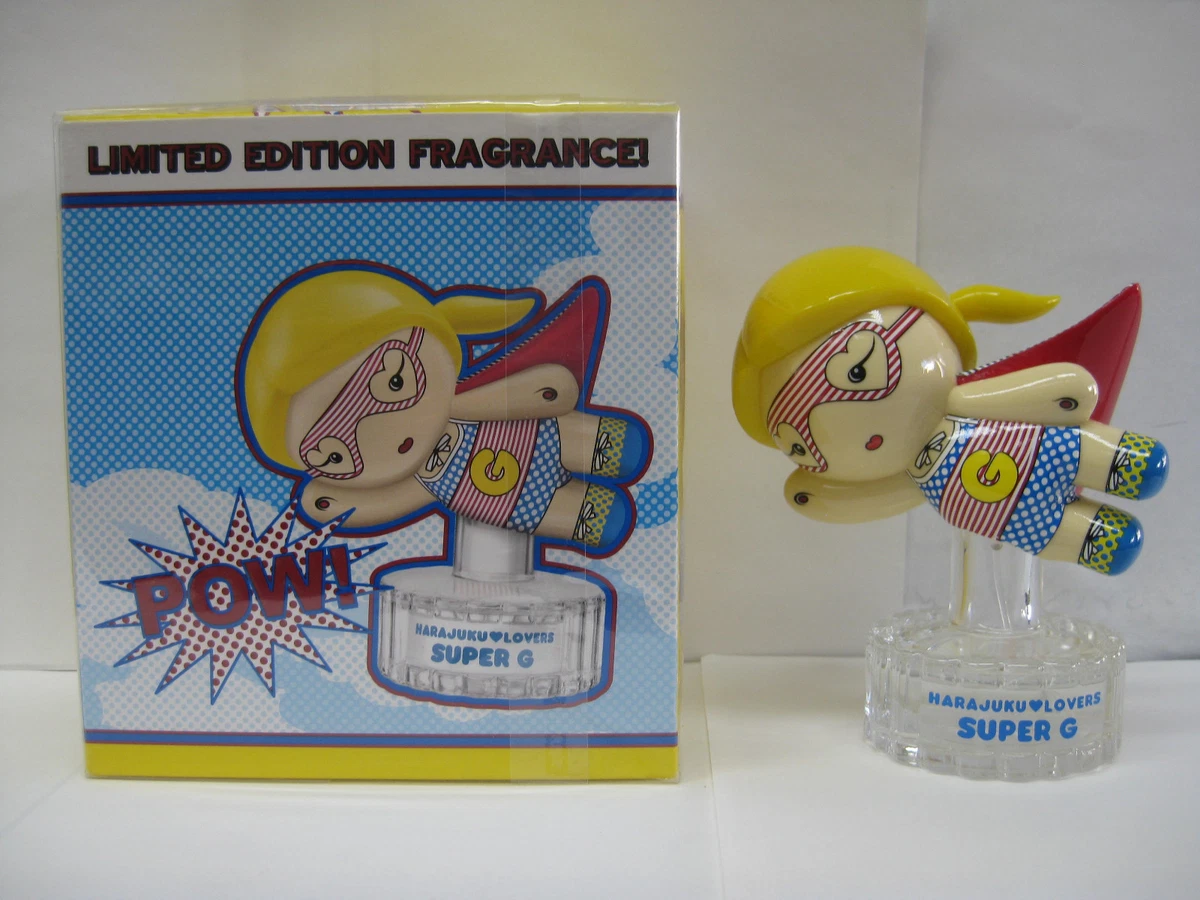 LIMITED EDITION FRAGRANCE!
G
POW!
HARAJUKU♥LOVERS
SUPER G
G
HARAJUKU♥LOVERS
SUPER G